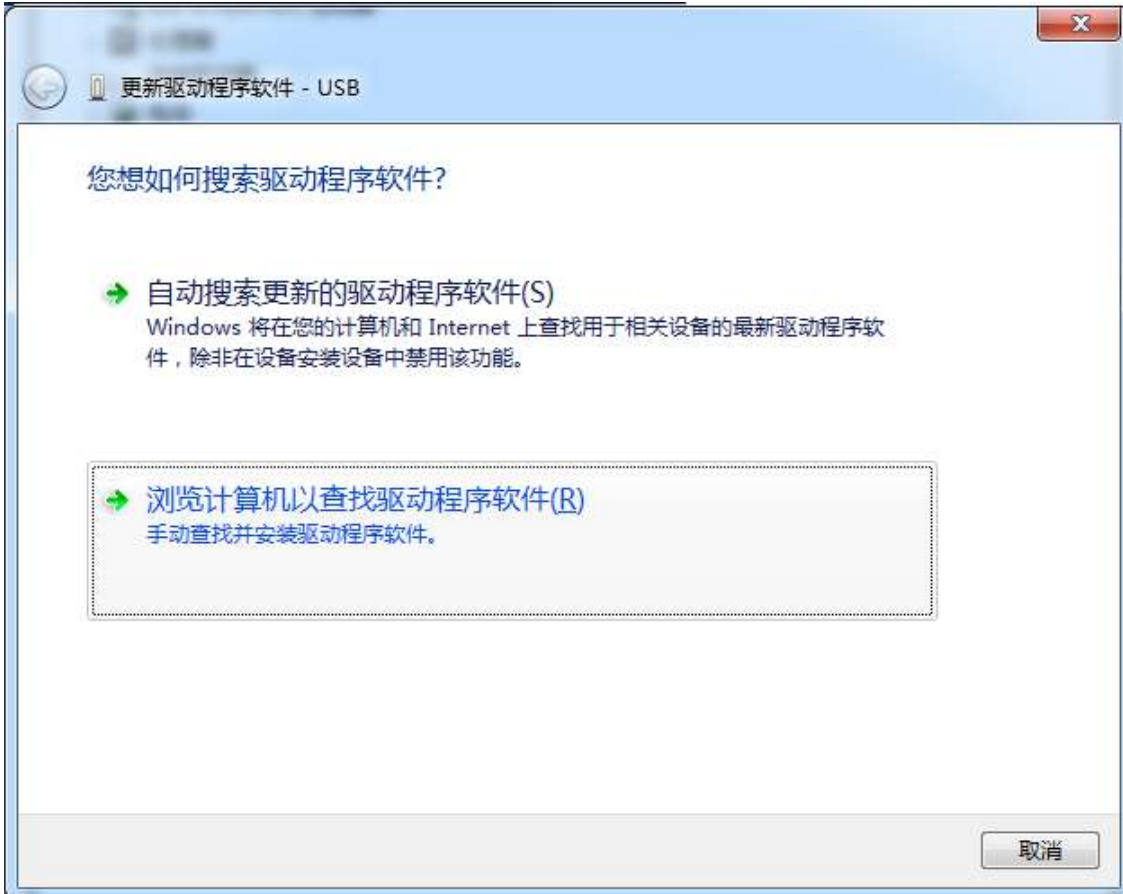 更新驱动程序软件 - USB
您想如何搜索驱动程序软件?
自动搜索更新的驱动程序软件(S)
Windows 将在您的计算机和 Internet 上查找用于相关设备的最新驱动程序软
件，除非在设备安装设备中禁用该功能。
浏览计算机以查找驱动程序软件(R)
手动查找并安装驱动程序软件。
取消